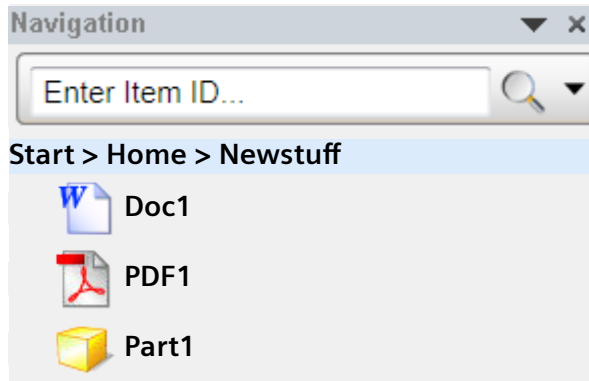 Navigation
Enter Item ID...
Start > Home > Newstuff
W Doc1
PDF1
Part1